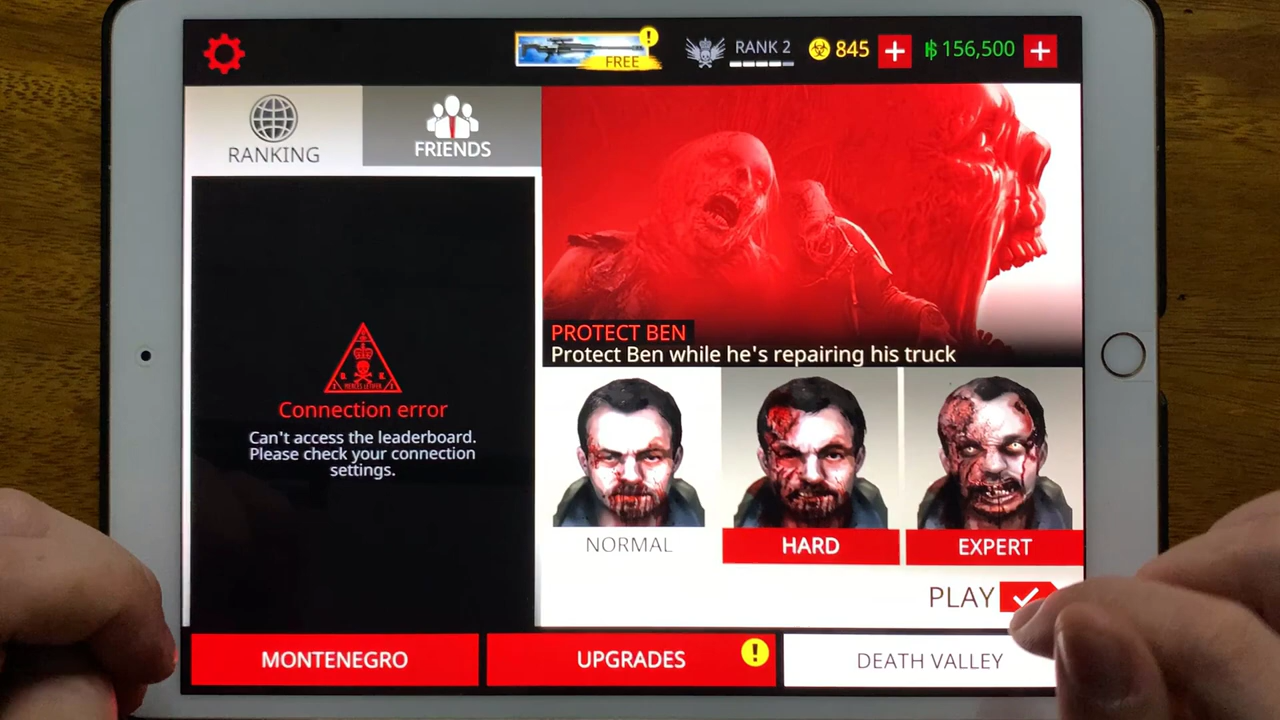 FREE
RANK 2
845
156,500
RANKING
FRIENDS
PROTECT BEN
Protect Ben while he's repairing his truck
Connection error
Can't access the leaderboard.
Please check your connection
settings.
NORMAL
HARD
EXPERT
PLAY
MONTENEGRO
UPGRADES
DEATH VALLEY